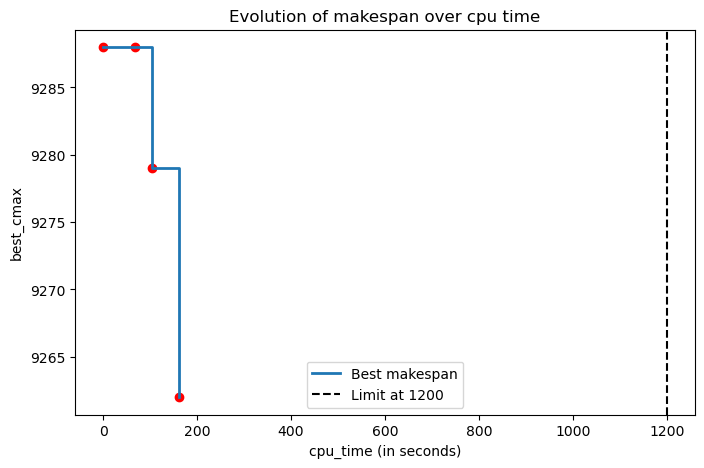 Evolution of makespan over cpu time
best_cmax
9285
9280
9275
9270
9265
0
200
400
600
800
1000
1200
cpu_time (in seconds)
Best makespan
Limit at 1200